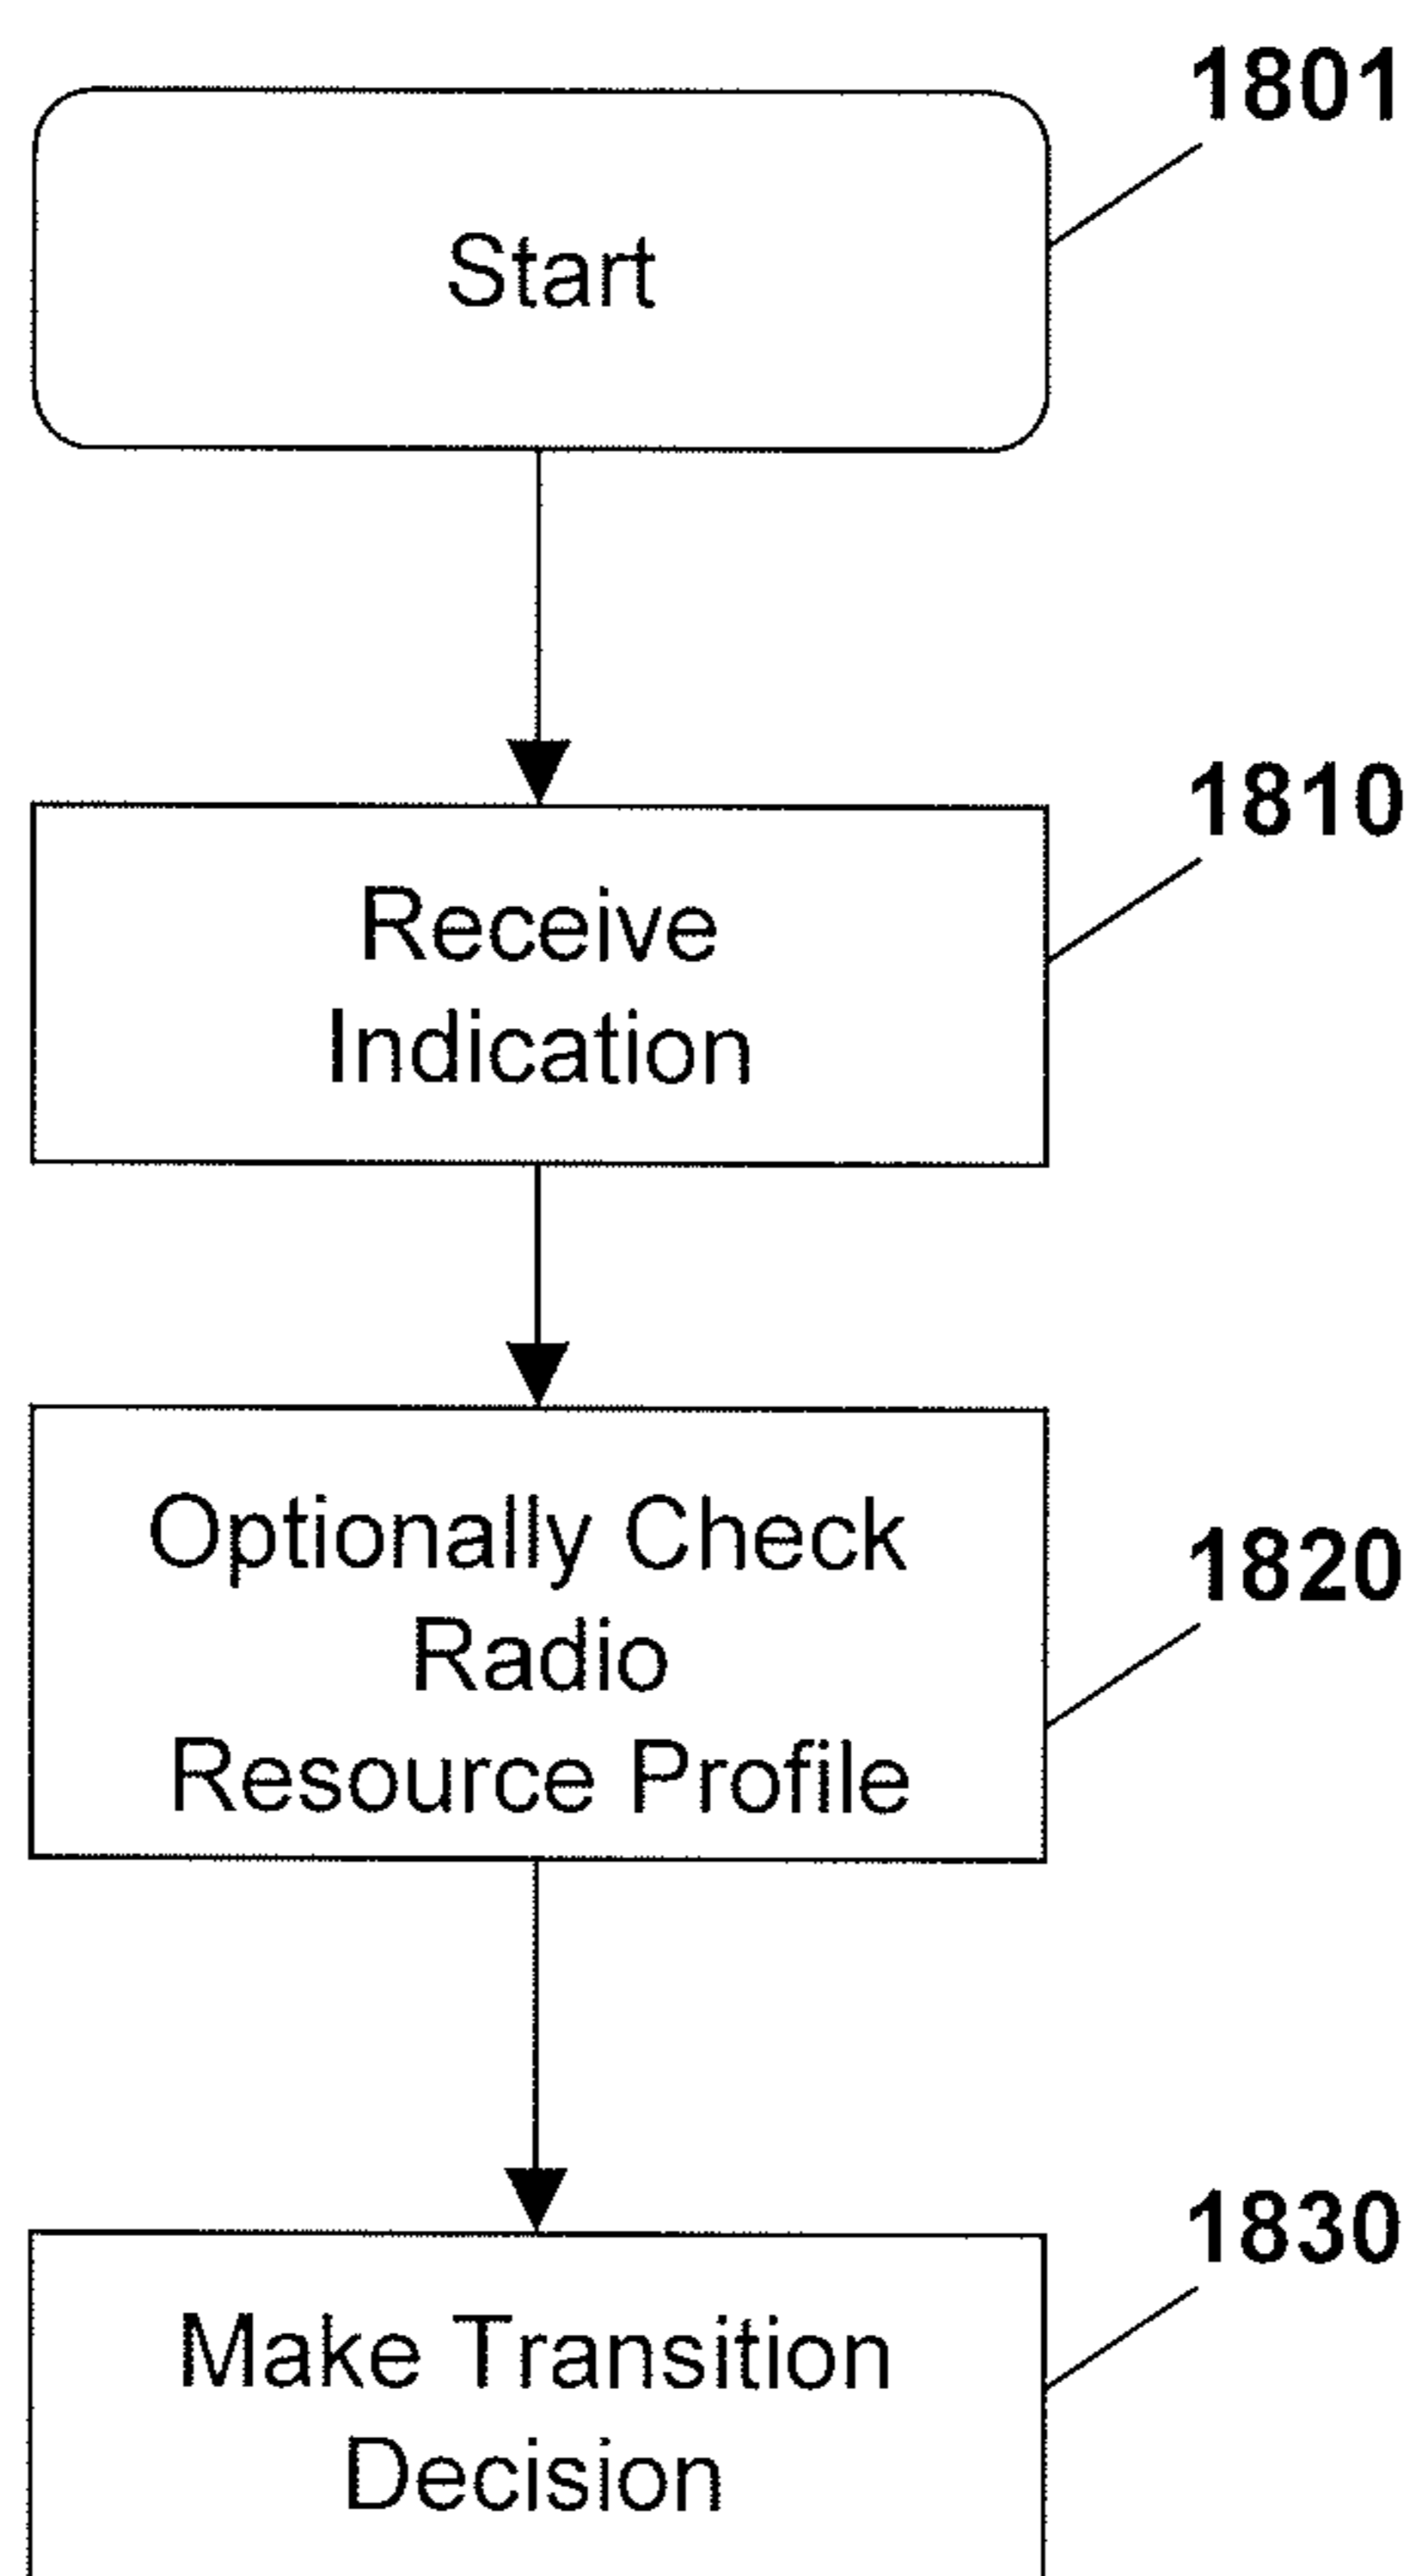 1801
Start
1810
Receive
Indication
Optionally Check
1820
Radio
Resource Profile
1830
Make Transition
Decision